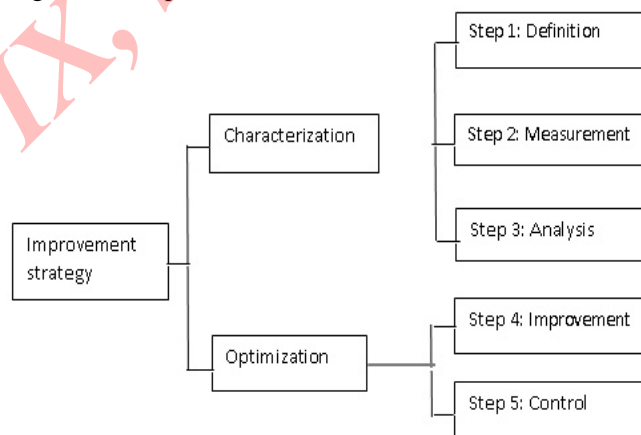 IX,
Step 1: Definition
Characterization
Step 2: Measurement
Step 3: Analysis
Improvement
strategy
Step 4: Improvement
Optimization
Step 5: Control